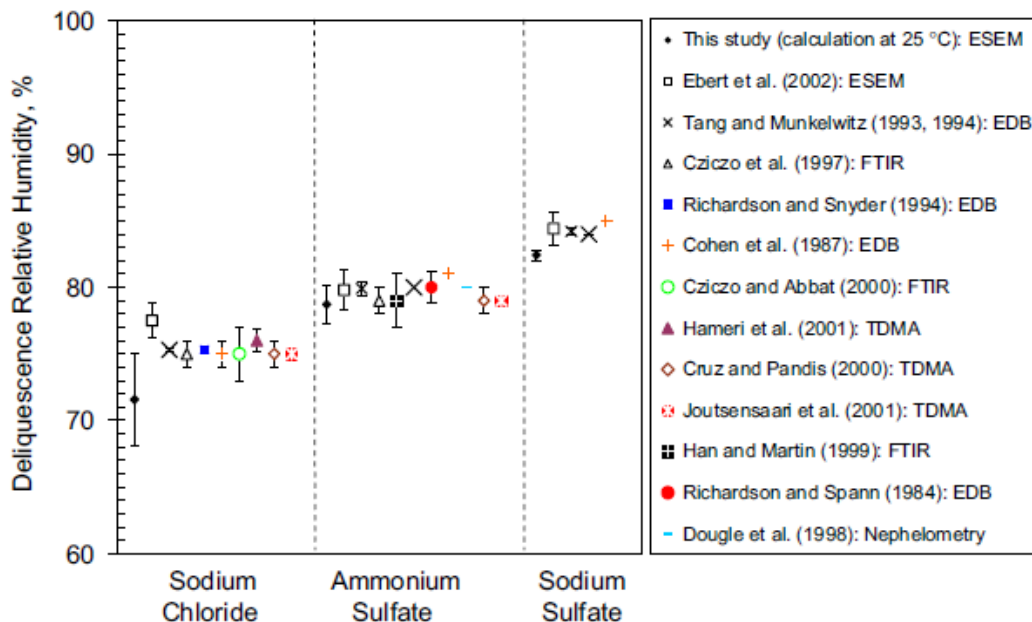 Deliquescence Relative Humidity, %
100
90
80
70
60
Sodium
Chloride
Ammonium
Sulfate
Sodium
Sulfate
This study (calculation at 25 °C): ESEM
Ebert et al. (2002): ESEM
Tang and Munkelwitz (1993, 1994): EDB
Cziczo et al. (1997): FTIR
Richardson and Snyder (1994): EDB
Cohen et al. (1987): EDB
Cziczo and Abbat (2000): FTIR
Hameri et al. (2001): TDMA
Cruz and Pandis (2000): TDMA
Joutsensaari et al. (2001): TDMA
Han and Martin (1999): FTIR
Richardson and Spann (1984): EDB
Dougle et al. (1998): Nephelometry